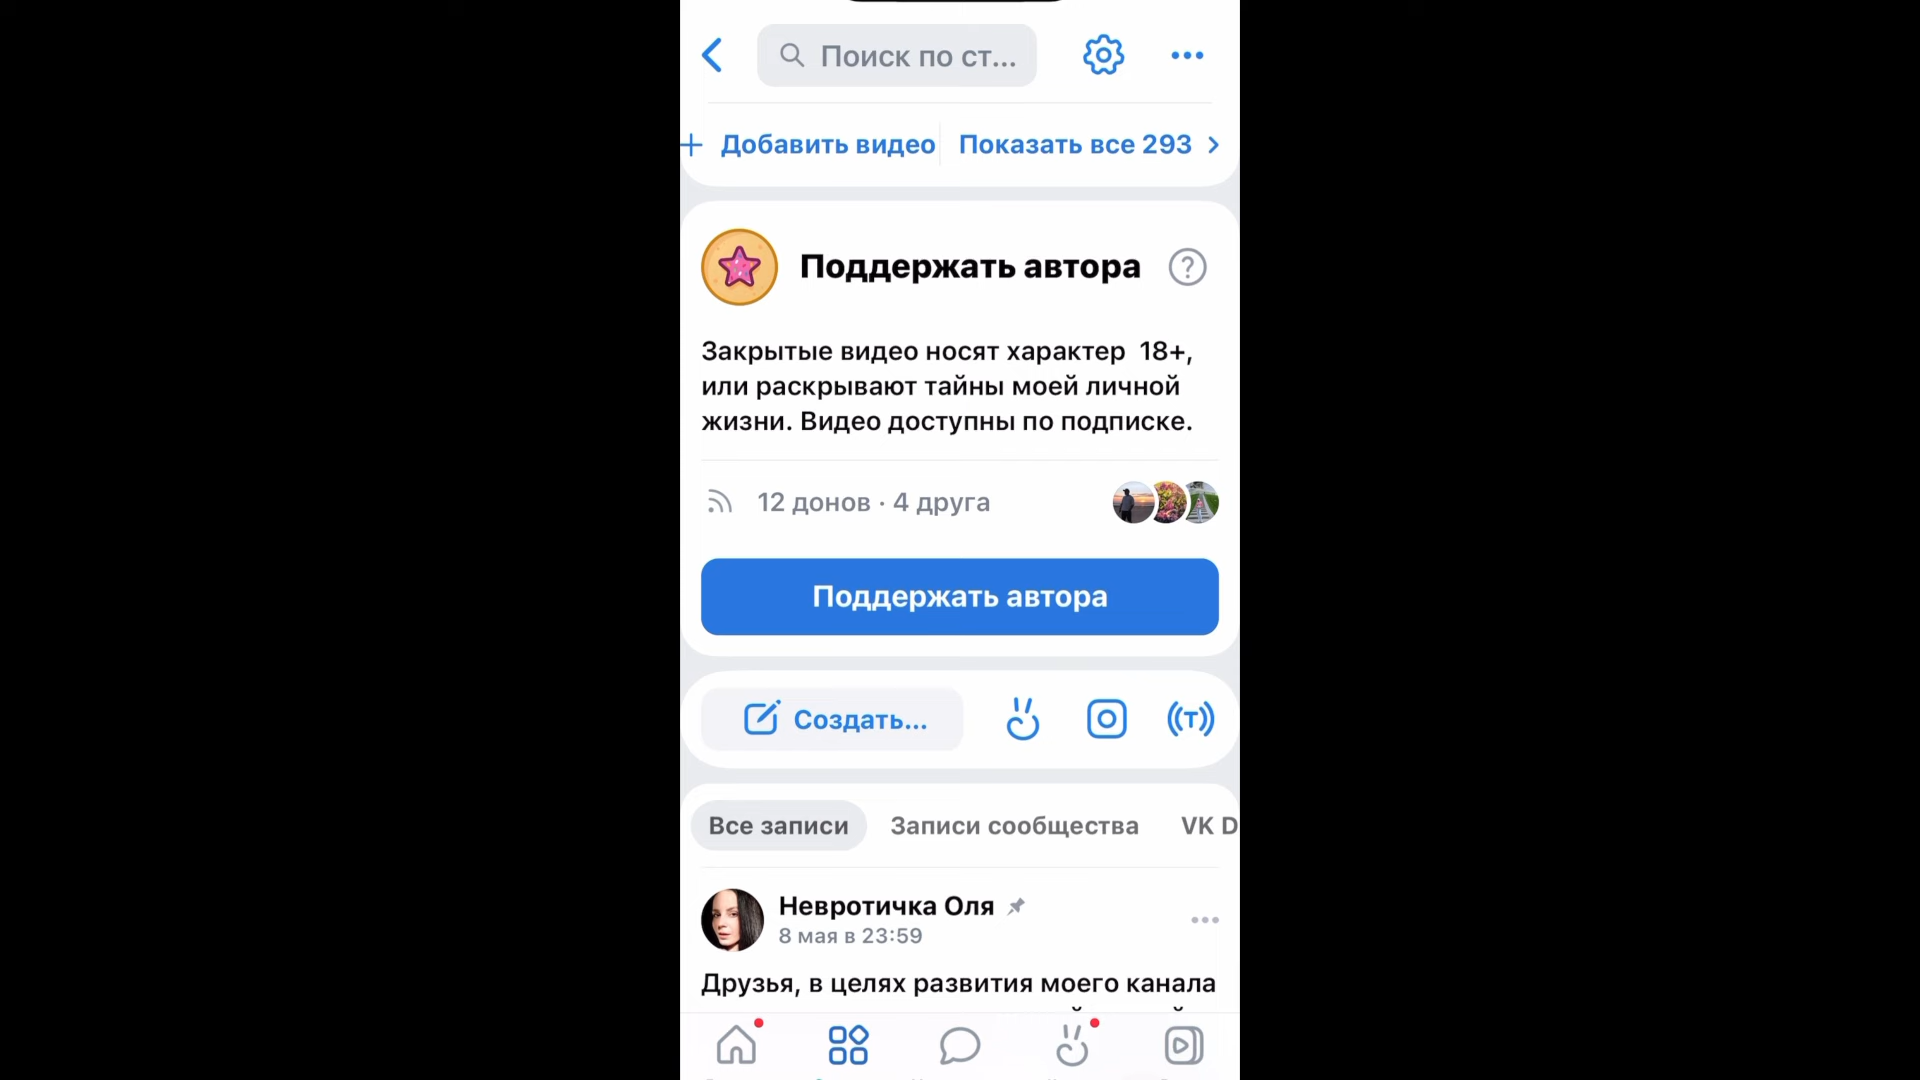 Поиск по ст...
Добавить видео
Показать все 293
Поддержать автора
Закрытые видео носят характер 18+,
или раскрывают тайны моей личной
жизни. Видео доступны по подписке.
12 донов · 4 друга
Поддержать автора
Создать...
Все записи
Записи сообщества
VK D
Невротичка Оля
8 мая в 23:59
Друзья, в целях развития моего канала